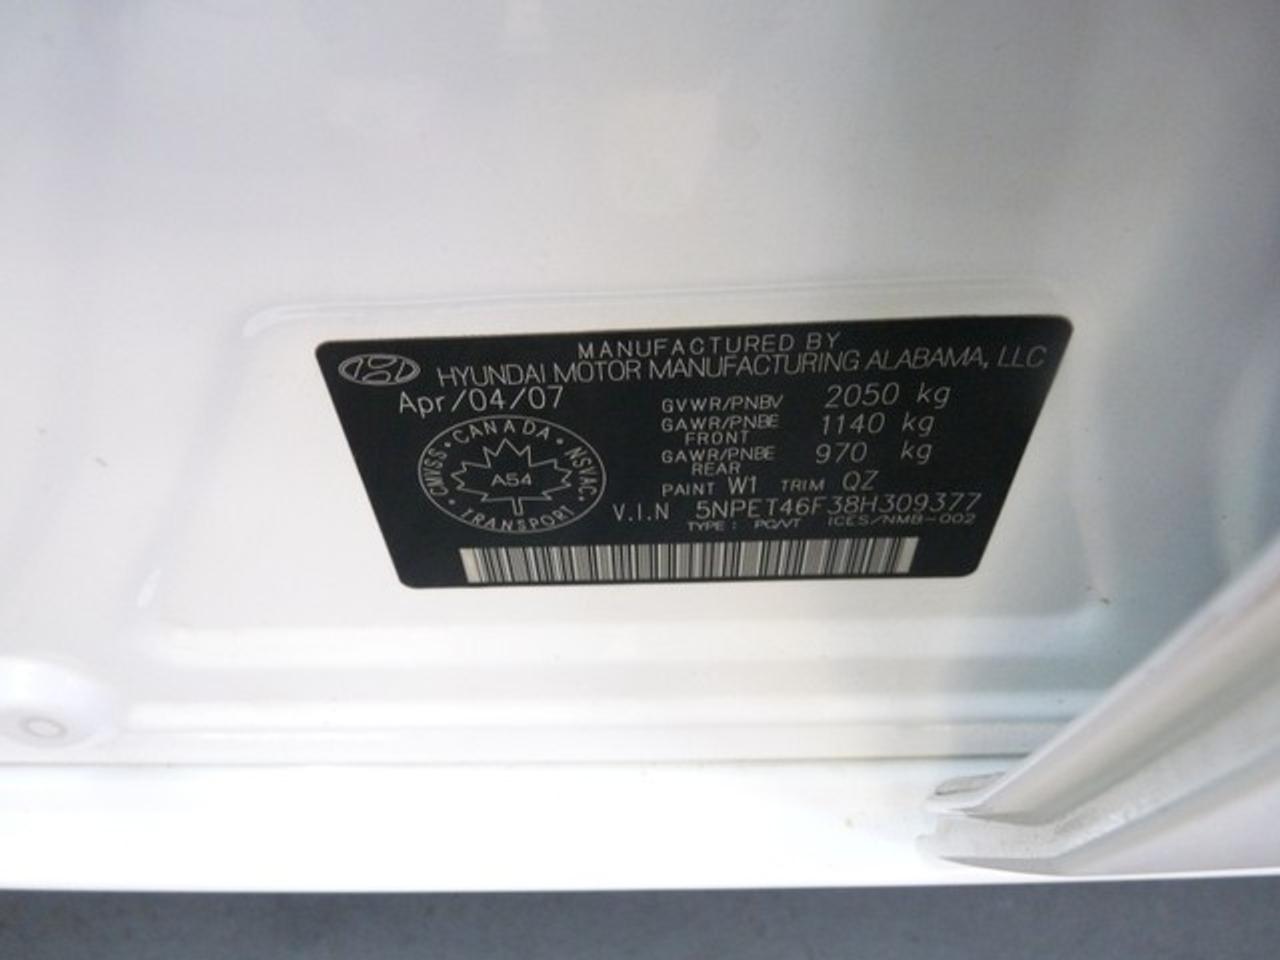 MANUFACTURED BY
HYUNDAI MOTOR MANUFACTURING ALABAMA, LLC
Apr/04/07
GVWR/PNBV 2050 kg
GAWR/PNBE FRONT 1140 kg
GAWR/PNBE REAR 970 kg
PAINT W1 TRIM QZ
V.I.N 5NPET46F38H309377
TYPE: PC/VT ICES/NMB-002
CANADA
CMVSS • NSVAC
A54
TRANSPORT